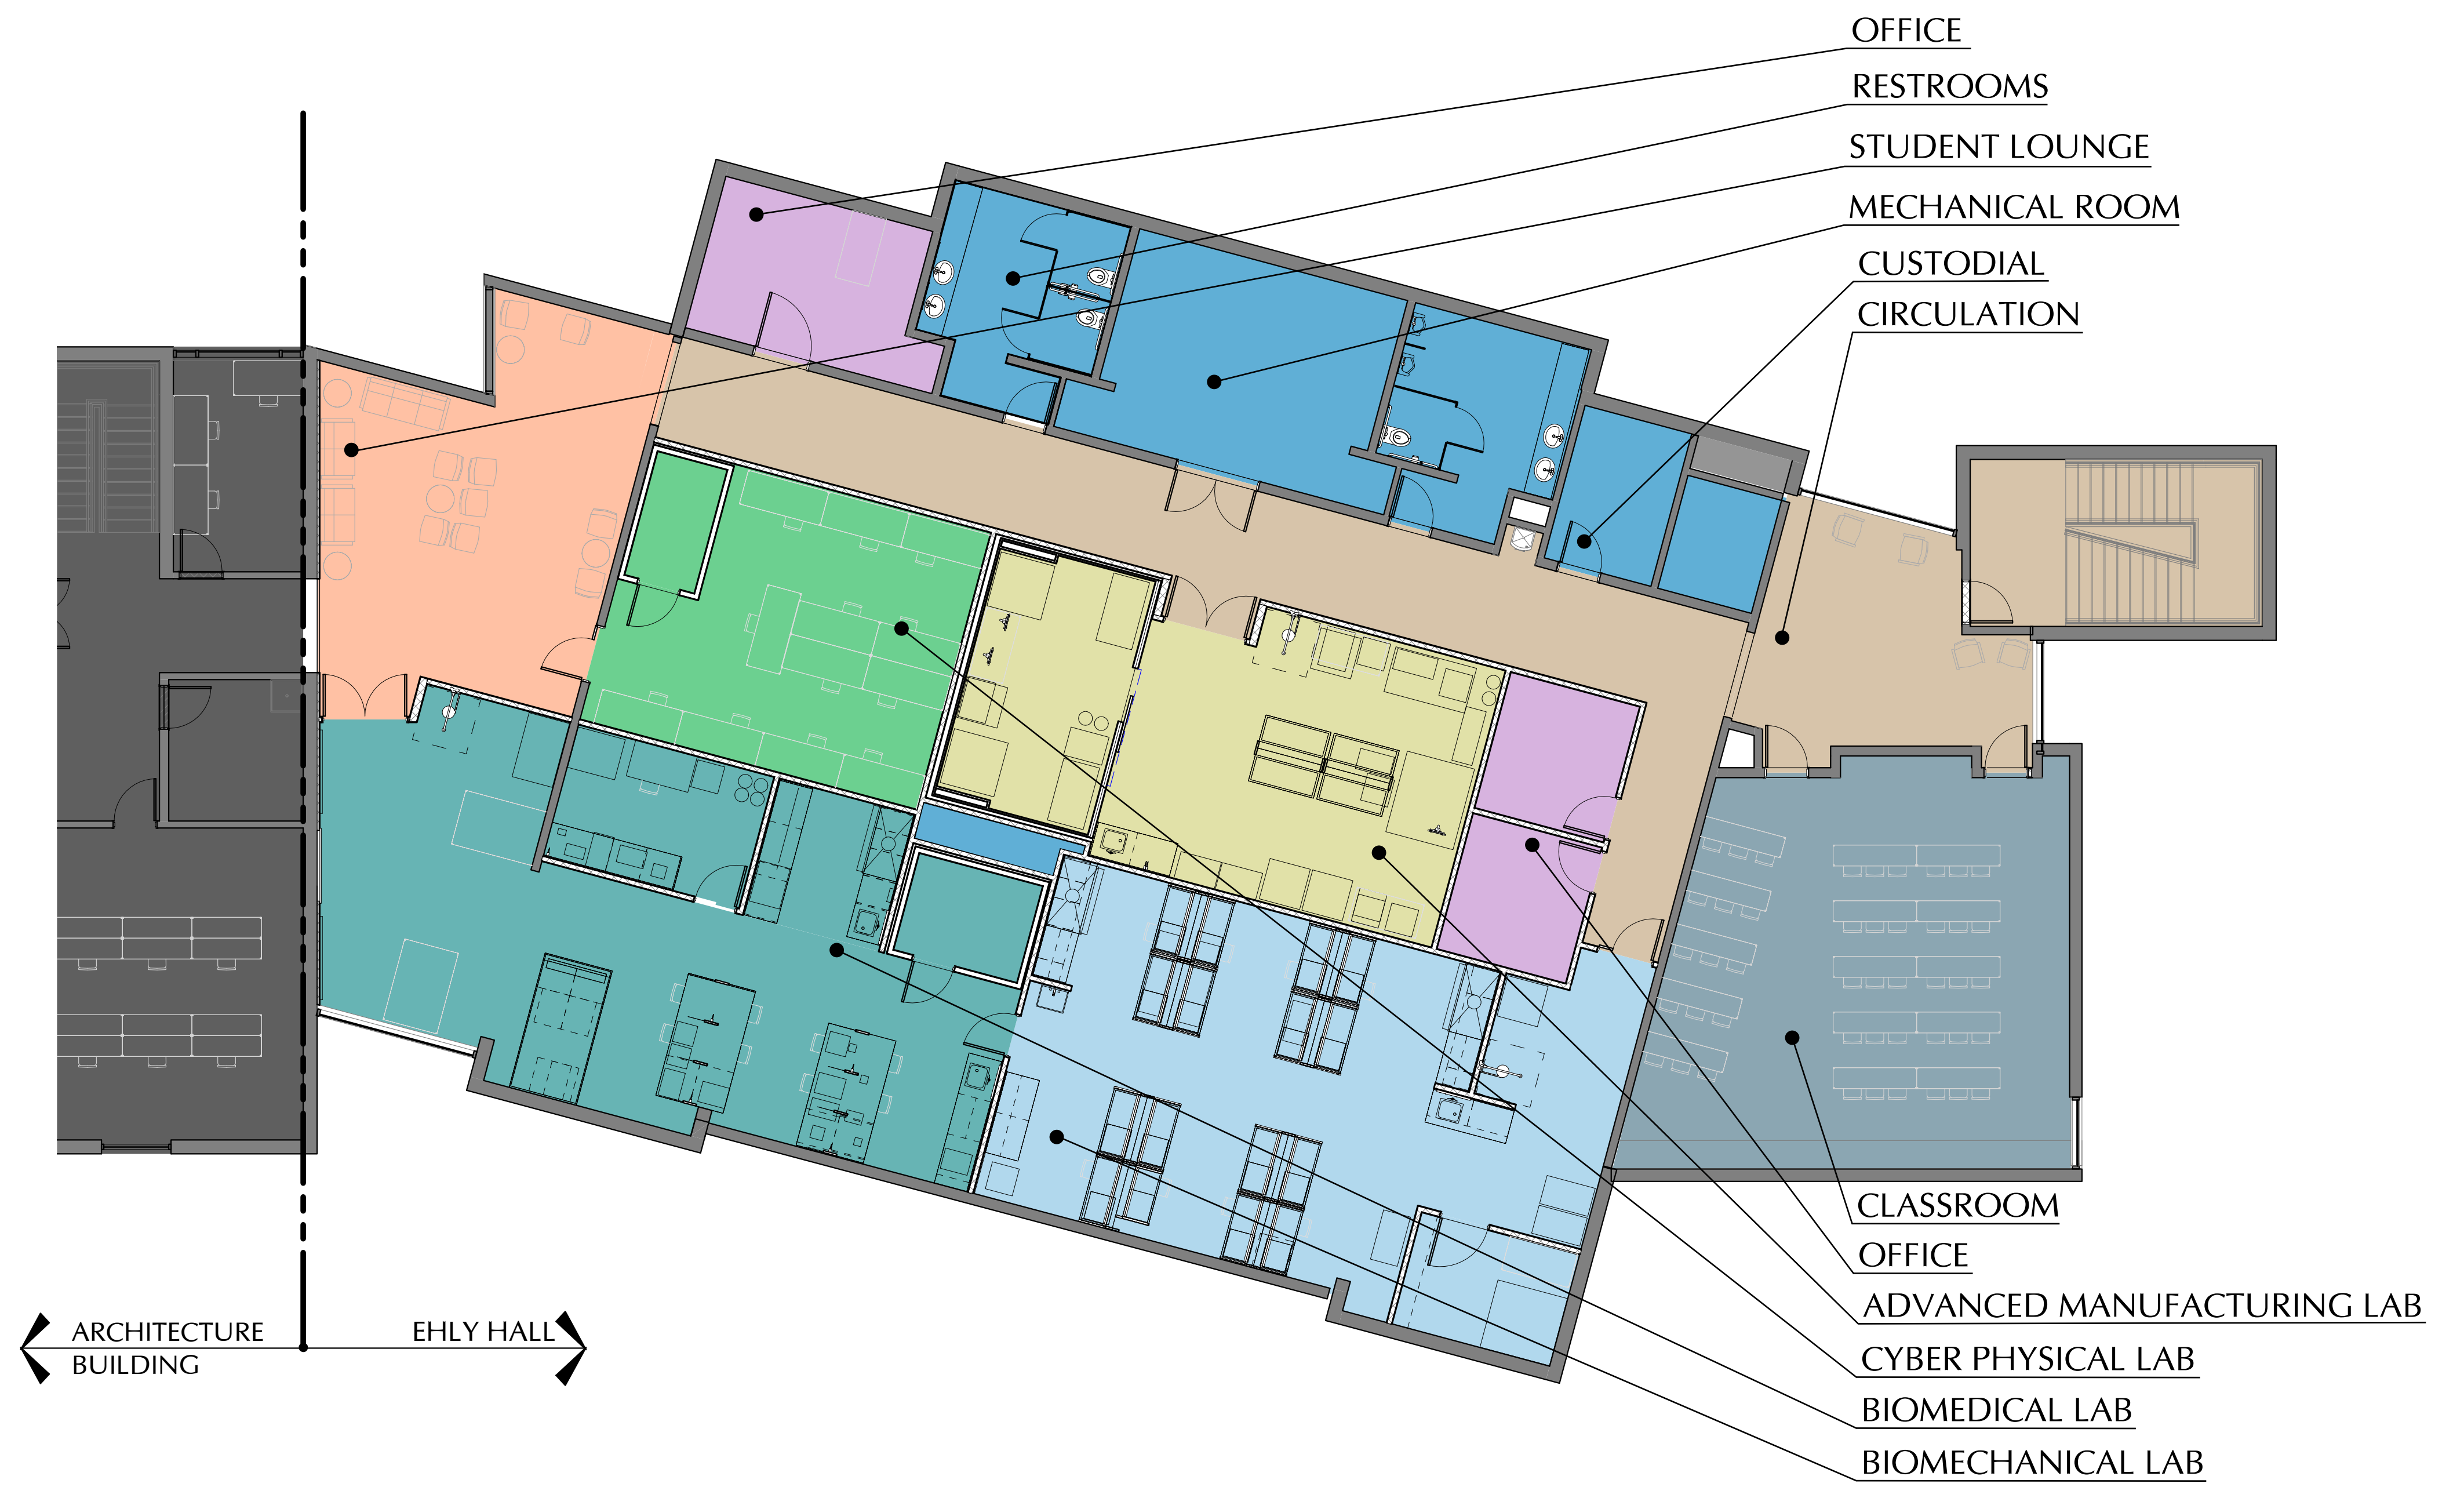 OFFICE
RESTROOMS
STUDENT LOUNGE
MECHANICAL ROOM
CUSTODIAL
CIRCULATION
CLASSROOM
OFFICE
ADVANCED MANUFACTURING LAB
CYBER PHYSICAL LAB
BIOMEDICAL LAB
BIOMECHANICAL LAB
ARCHITECTURE
BUILDING
EHLY HALL